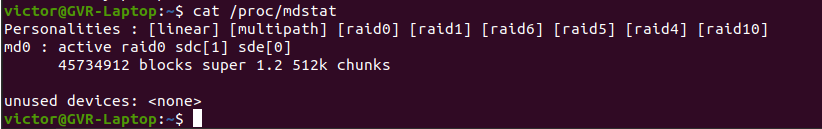 victor@GVR-Laptop:~$ cat /proc/mdstat
Personalities : [linear] [multipath] [raid0] [raid1] [raid6] [raid5] [raid4] [raid10]
md0 : active raid0 sdc[1] sde[0]
      45734912 blocks super 1.2 512k chunks
unused devices: <none>
victor@GVR-Laptop:~$